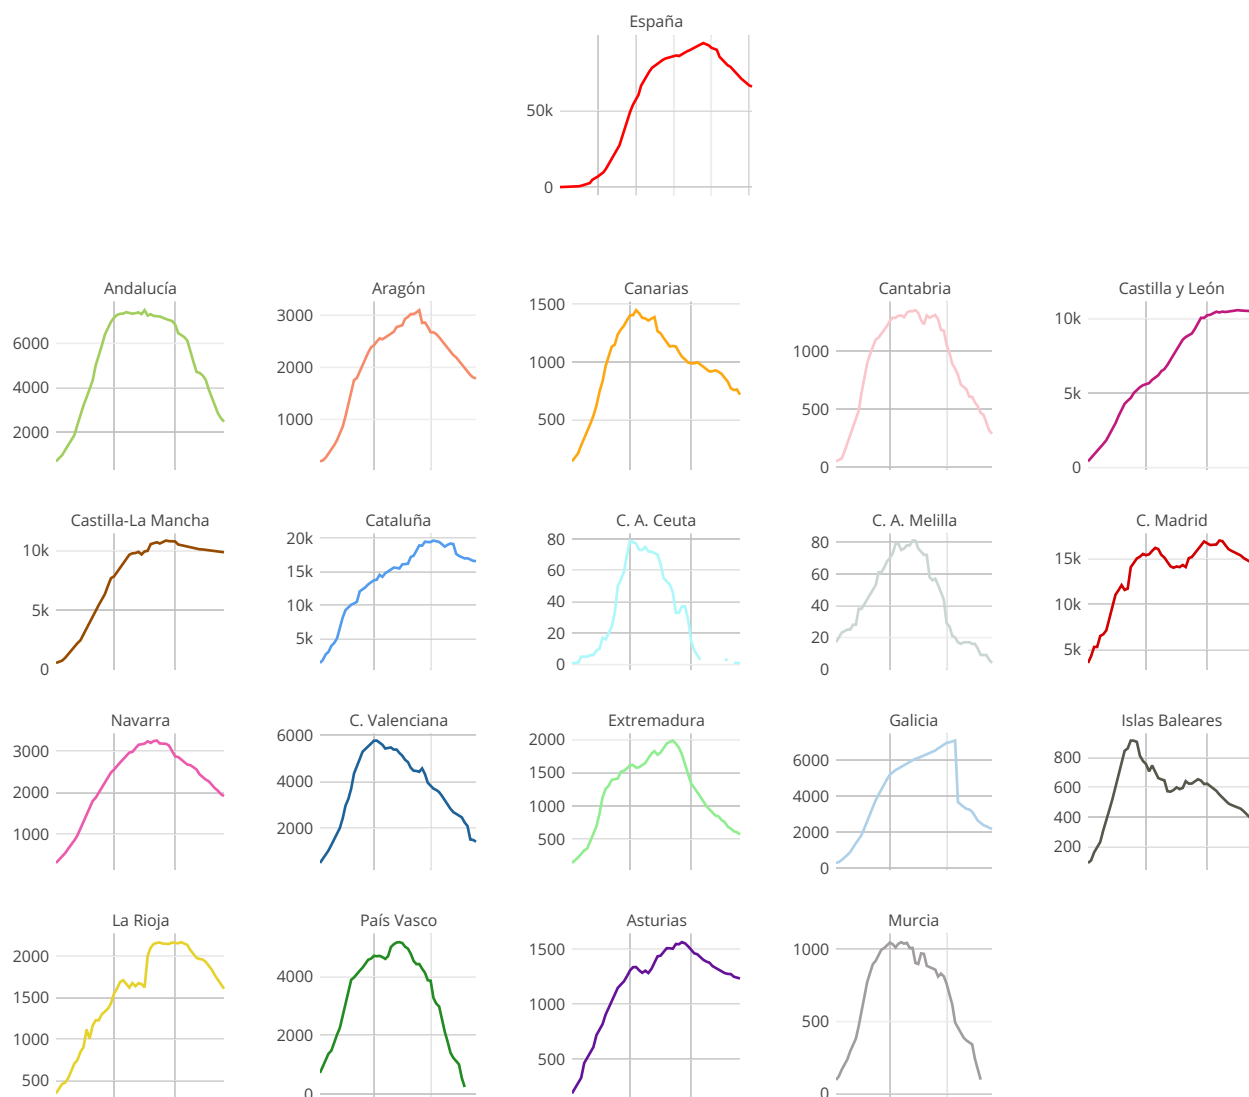 España
50k
0
Andalucía
Aragón
Canarias
Cantabria
Castilla y León
6000
4000
2000
3000
2000
1000
1500
1000
500
1000
500
0
10k
5k
0
Castilla-La Mancha
Cataluña
C. A. Ceuta
C. A. Melilla
C. Madrid
10k
5k
0
20k
15k
10k
5k
80
60
40
20
0
80
60
40
20
0
15k
10k
5k
Navarra
C. Valenciana
Extremadura
Galicia
Islas Baleares
3000
2000
1000
6000
4000
2000
2000
1500
1000
500
6000
4000
2000
0
800
600
400
200
La Rioja
País Vasco
Asturias
Murcia
2000
1500
1000
500
4000
2000
0
1500
1000
500
1000
500
0